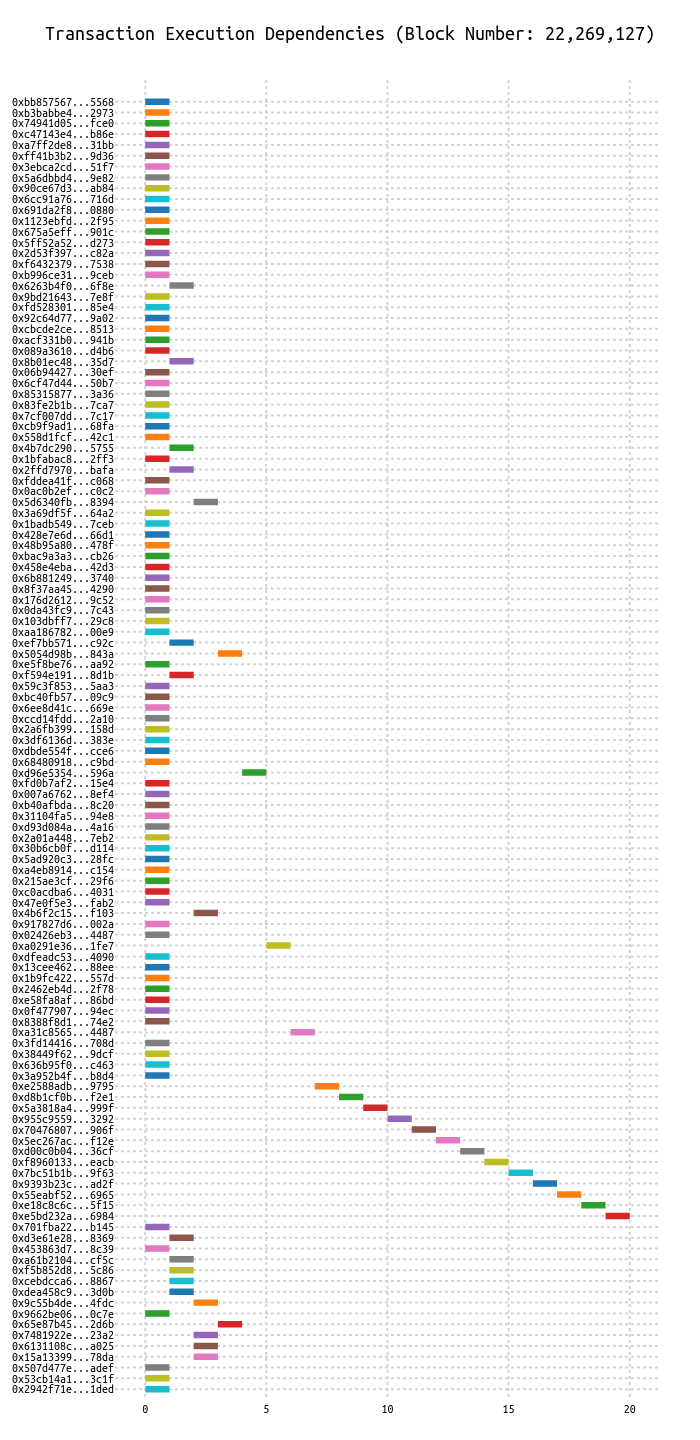 Transaction Execution Dependencies (Block Number: 22,269,127)
0xbb857567...5568
0xb3babbe4...2973
0x74941d05...fce0
0xc47143e4...b86e
0xa7ff2de8...31bb
0xff41b3b2...9d36
0x3ebca2cd...51f7
0x5a6dbbd4...9e82
0x90ce67d3...ab84
0x6cc91a76...716d
0x691da2f8...0880
0x1123ebfd...2f95
0x675a5eff...901c
0x5ff52a52...d273
0x2d53f397...c82a
0xf6432379...7538
0xb996ce31...9ceb
0x6263b4f0...6f8e
0x9bd21643...7e8f
0xfd528301...85e4
0x92c64d77...9a02
0xcbcde2ce...8513
0xacf331b0...941b
0x089a3610...d4b6
0x8b01ec48...35d7
0x06b94427...30ef
0x6cf47d44...50b7
0x85315877...3a36
0x83fe2b1b...7ca7
0x7cf007dd...7c17
0xcb9f9ad1...68fa
0x558d1fcf...42c1
0x4b7dc290...5755
0x1bfabac8...2ff3
0x2ffd7970...bafa
0xfddea41f...c068
0x0ac0b2ef...c0c2
0x5d6340fb...8394
0x3a69df5f...64a2
0x1badb549...7ceb
0x428e7e6d...66d1
0x48b95a80...478f
0xbac9a3a3...cb26
0x458e4eba...42d3
0x6b881249...3740
0x8f37aa45...4290
0x176d2612...9c52
0x0da43fc9...7c43
0x103dbff7...29c8
0xaa186782...00e9
0xef7bb571...c92c
0x5054d98b...843a
0xe5f8be76...aa92
0xf594e191...8d1b
0x59c3f853...5aa3
0xbc40fb57...09c9
0x6ee8d41c...669e
0xccd14fdd...2a10
0x2a6fb399...158d
0x3df6136d...383e
0xdbde554f...cce6
0x68480918...c9bd
0xd96e5354...596a
0xfd0b7af2...15e4
0x007a6762...8ef4
0xb40afbda...8c20
0x31104fa5...94e8
0xd93d084a...4a16
0x2a01a448...7eb2
0x30b6cb0f...d114
0x5ad920c3...28fc
0xa4eb8914...c154
0x215ae3cf...29f6
0xc0acdba6...4031
0x47e0f5e3...fab2
0x4b6f2c15...f103
0x917827d6...002a
0x02426eb3...4487
0xa0291e36...1fe7
0xdfeadc53...4090
0x13cee462...88ee
0x1b9fc422...557d
0x2462eb4d...2f78
0xe58fa8af...86bd
0x0f477907...94ec
0x8388f8d1...74e2
0xa31c8565...4487
0x3fd14416...708d
0x38449f62...9dcf
0x636b95f0...c463
0x3a952b4f...b8d4
0xe2588adb...9795
0xd8b1cf0b...f2e1
0x5a3818a4...999f
0x955c9559...3292
0x70476807...906f
0x5ec267ac...f12e
0xd00c0b04...36cf
0xf8960133...eacb
0x7bc51b1b...9f63
0x9393b23c...ad2f
0x55eabf52...6965
0xe18c8c6c...5f15
0xe5bd232a...6984
0x701fba22...b145
0xd3e61e28...8369
0x453863d7...8c39
0xa61b2104...cf5c
0xf5b852d8...5c86
0xcebdcca6...8867
0xdea458c9...3d0b
0x9c55b4de...4fdc
0x9662be06...0c7e
0x65e87b45...2d6b
0x7481922e...23a2
0x6131108c...a025
0x15a13399...78da
0x507d477e...adef
0x53cb14a1...3c1f
0x2942f71e...1ded
0 5 10 15 20